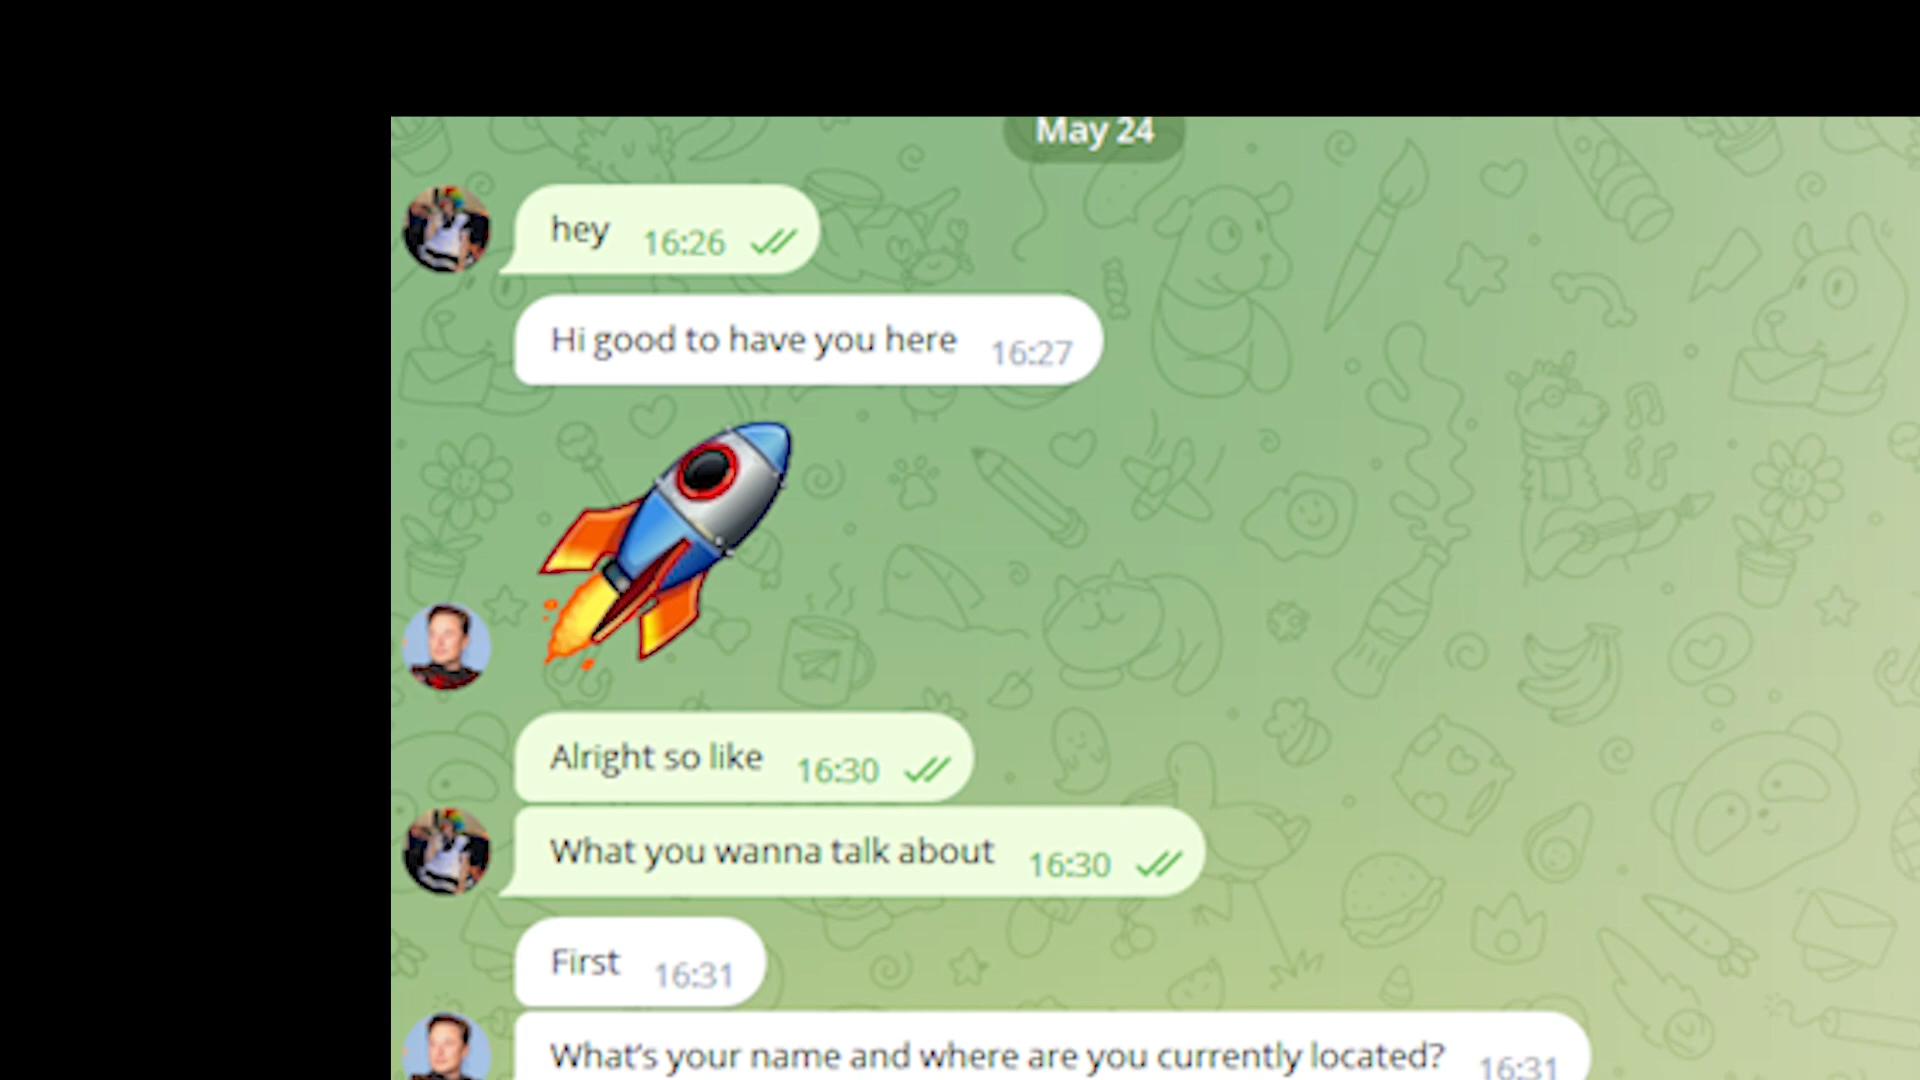 May 24
hey 16:26
Hi good to have you here 16:27
Alright so like 16:30
What you wanna talk about 16:30
First 16:31
What's your name and where are you currently located? 16:31